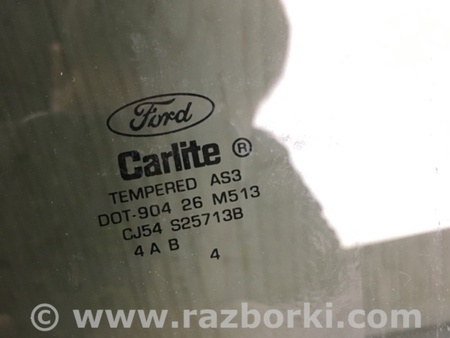 Ford
Carlite ®
TEMPERED AS3
DOT-904 26 M513
CJ54 S25713B
4 A B 4
© www.razborki.com